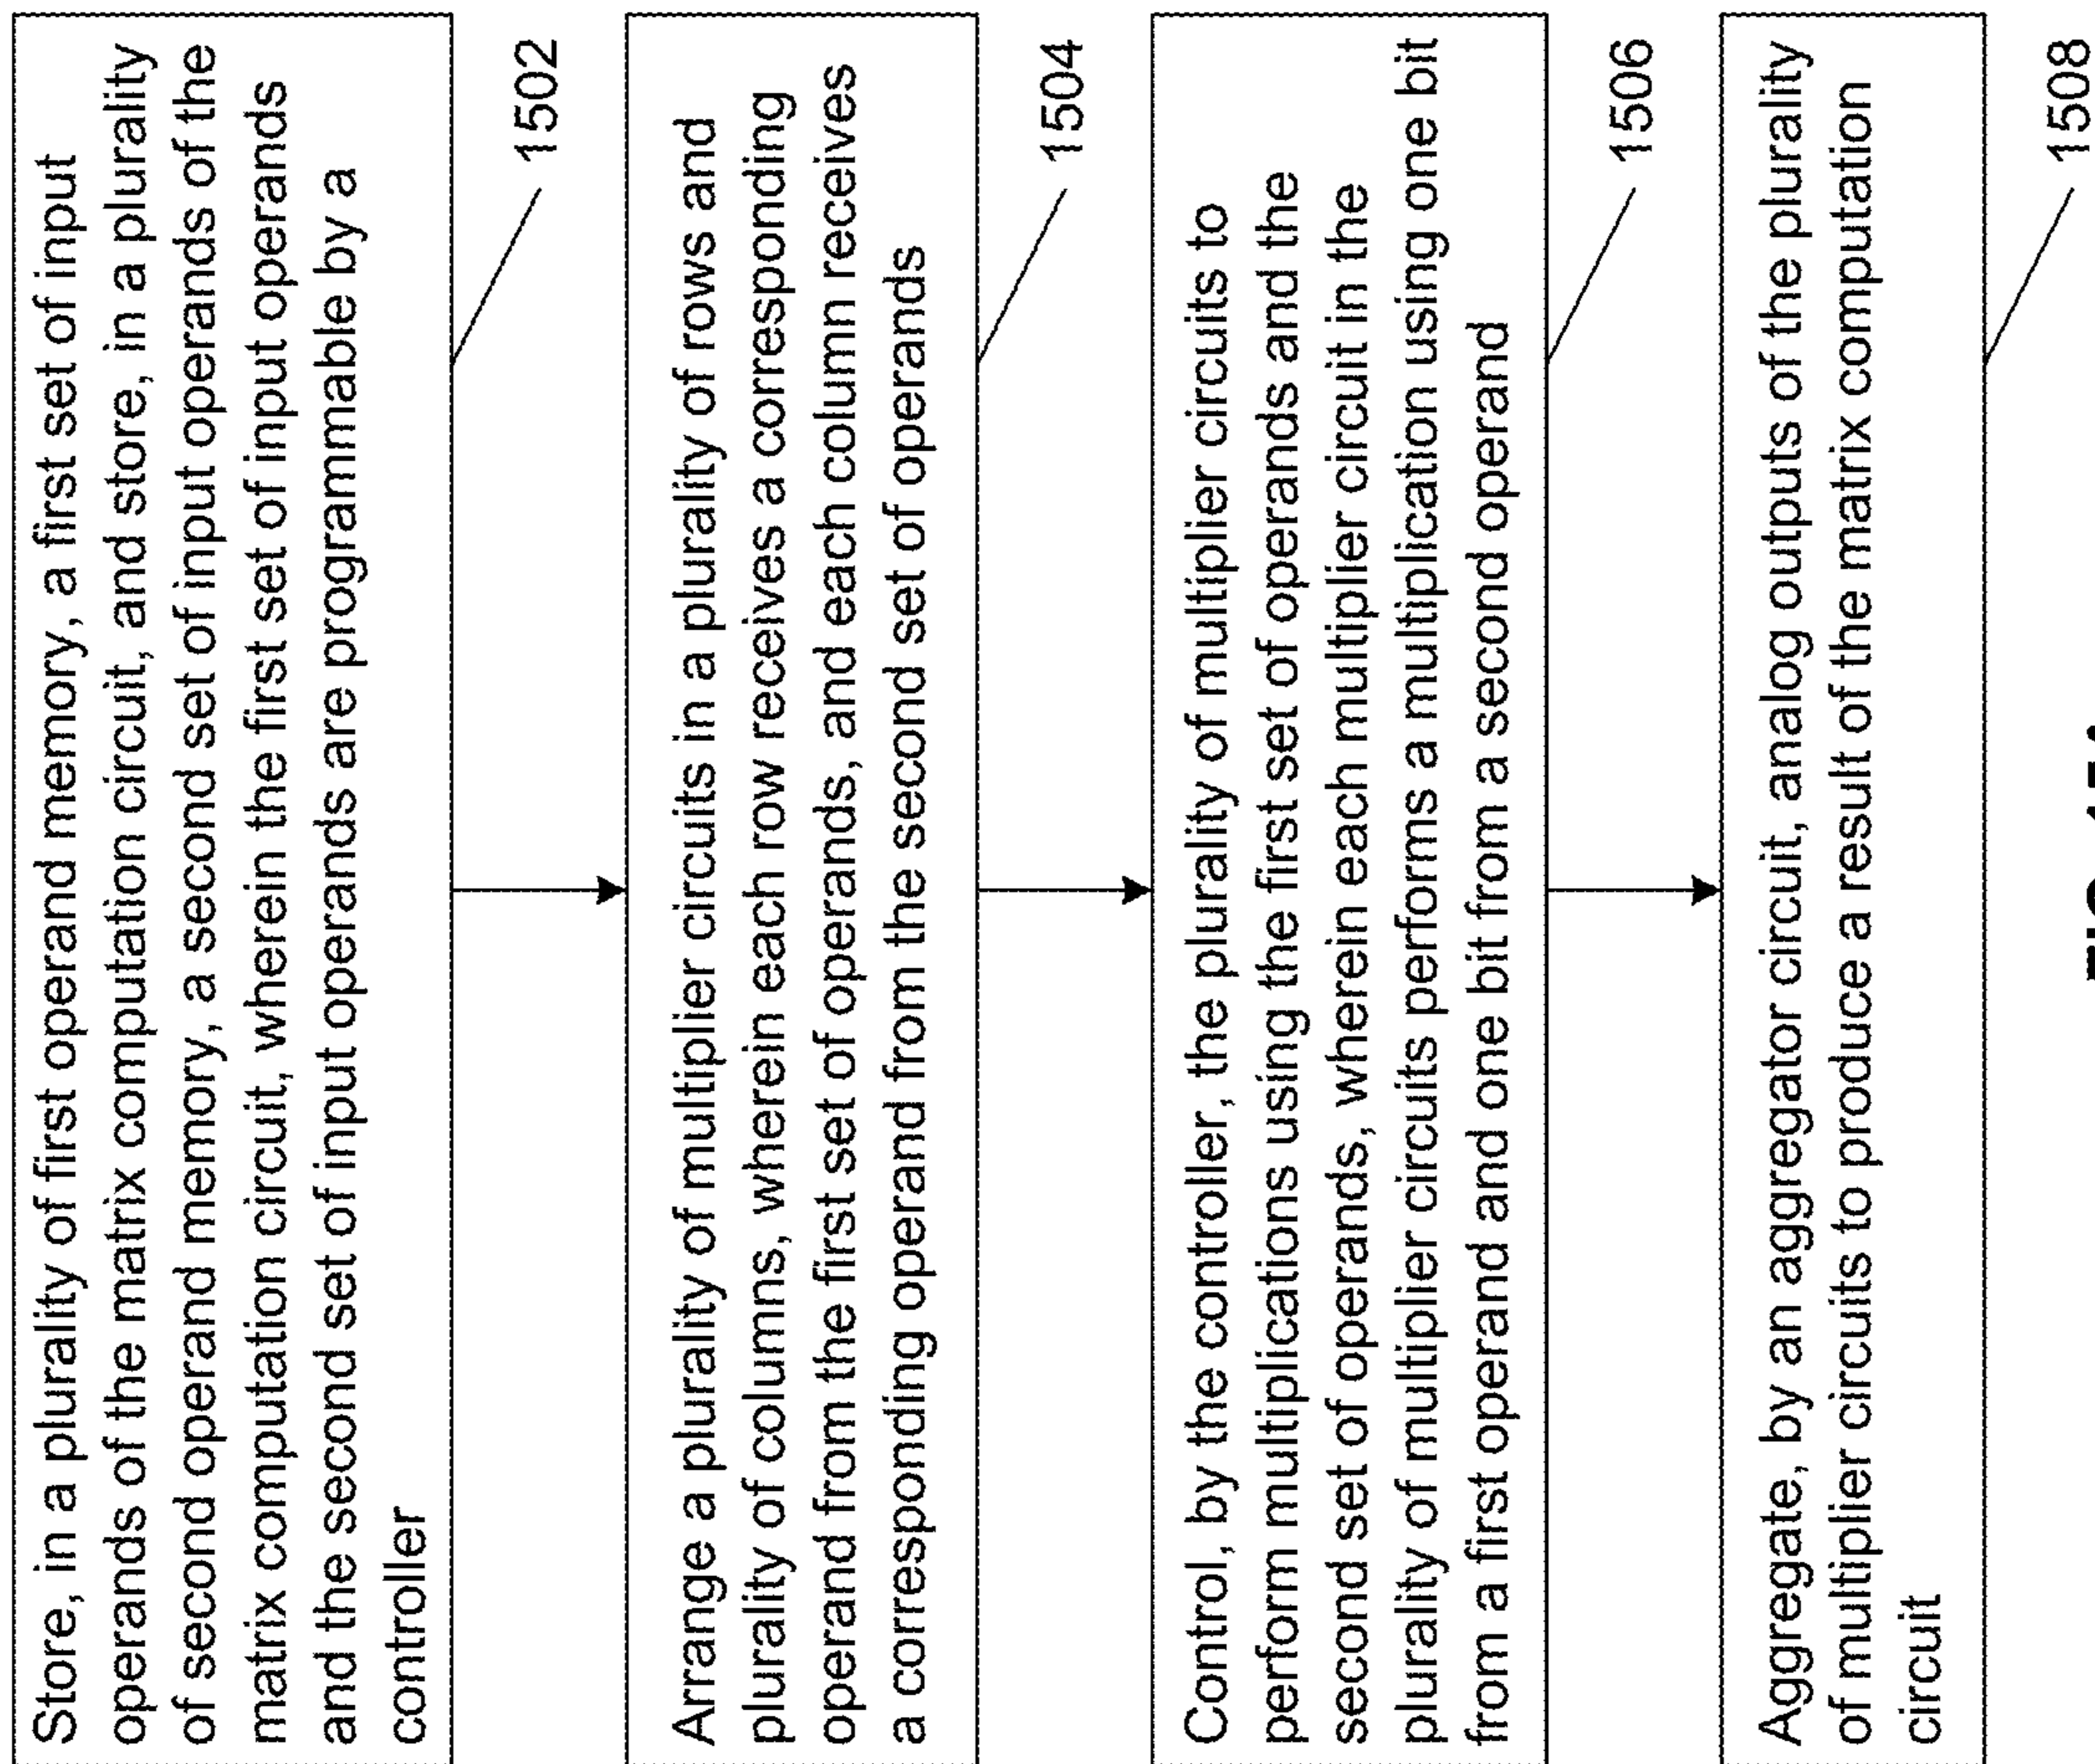 Store, in a plurality of first operand memory, a first set of input
operands of the matrix computation circuit, and store, in a plurality
of second operand memory, a second set of input operands of the
matrix computation circuit, wherein the first set of input operands
and the second set of input operands are programmable by a
controller
1502
Arrange a plurality of multiplier circuits in a plurality of rows and
plurality of columns, wherein each row receives a corresponding
operand from the first set of operands, and each column receives
a corresponding operand from the second set of operands
1504
Control, by the controller, the plurality of multiplier circuits to
perform multiplications using the first set of operands and the
second set of operands, wherein each multiplier circuit in the
plurality of multiplier circuits performs a multiplication using one bit
from a first operand and one bit from a second operand
1506
Aggregate, by an aggregator circuit, analog outputs of the plurality
of multiplier circuits to produce a result of the matrix computation
circuit
1508